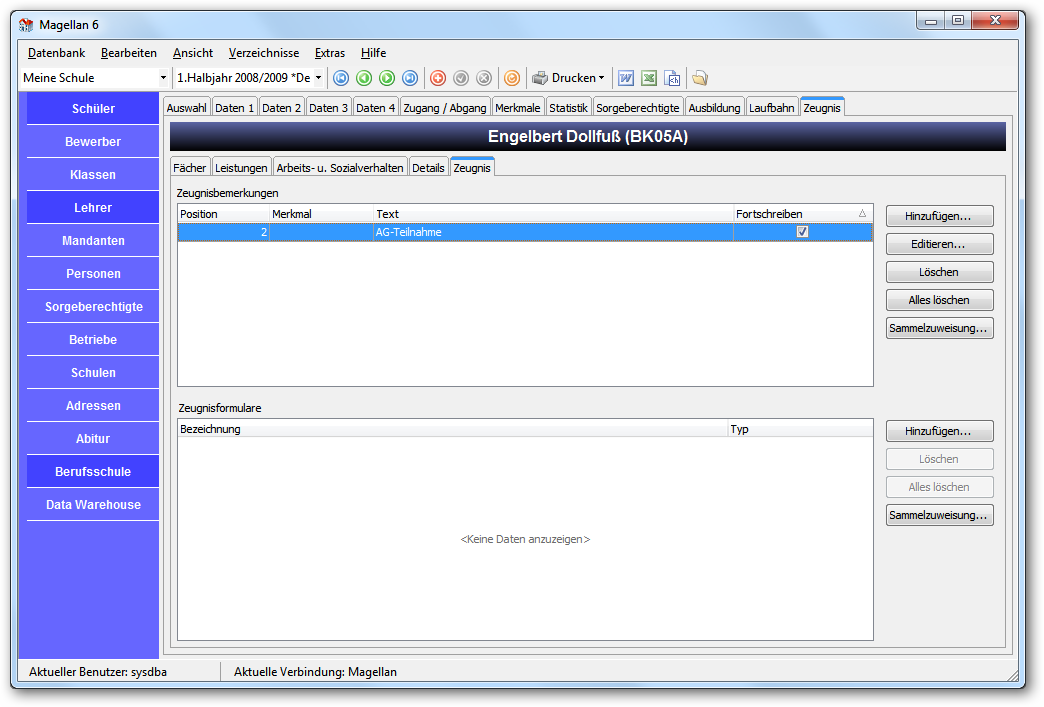 Magellan 6
Datenbank Bearbeiten Ansicht Verzeichnisse Extras Hilfe
Meine Schule 1.Halbjahr 2008/2009 *De Drucken
Schüler
Bewerber
Klassen
Lehrer
Mandanten
Personen
Sorgeberechtigte
Betriebe
Schulen
Adressen
Abitur
Berufsschule
Data Warehouse
Auswahl Daten 1 Daten 2 Daten 3 Daten 4 Zugang / Abgang Merkmale Statistik Sorgeberechtigte Ausbildung Laufbahn Zeugnis
Engelbert Dollfuß (BK05A)
Fächer Leistungen Arbeits- u. Sozialverhalten Details Zeugnis
Zeugnisbemerkungen
Position Merkmal Text Fortschreiben
2 AG-Teilnahme
Hinzufügen...
Editieren...
Löschen
Alles löschen
Sammelzuweisung...
Zeugnisformulare
Bezeichnung Typ
<Keine Daten anzuzeigen>
Hinzufügen...
Löschen
Alles löschen
Sammelzuweisung...
Aktueller Benutzer: sysdba Aktuelle Verbindung: Magellan